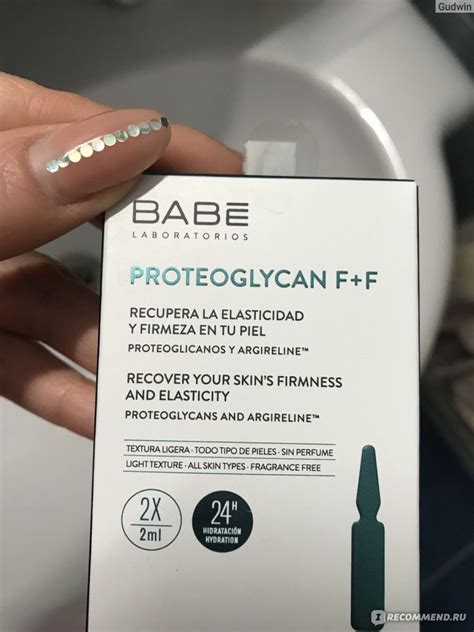 Gudwin
BABĒ
LABORATORIOS
PROTEOGLYCAN F+F
RECUPERA LA ELASTICIDAD
Y FIRMEZA EN TU PIEL
PROTEOGLICANOS Y ARGIRELINE™
RECOVER YOUR SKIN'S FIRMNESS
AND ELASTICITY
PROTEOGLYCANS AND ARGIRELINE™
TEXTURA LIGERA · TODO TIPO DE PIELES · SIN PERFUME
LIGHT TEXTURE · ALL SKIN TYPES · FRAGRANCE FREE
2X
2ml
24H
HIDRATACIÓN
HYDRATION
I RECOMMEND.RU